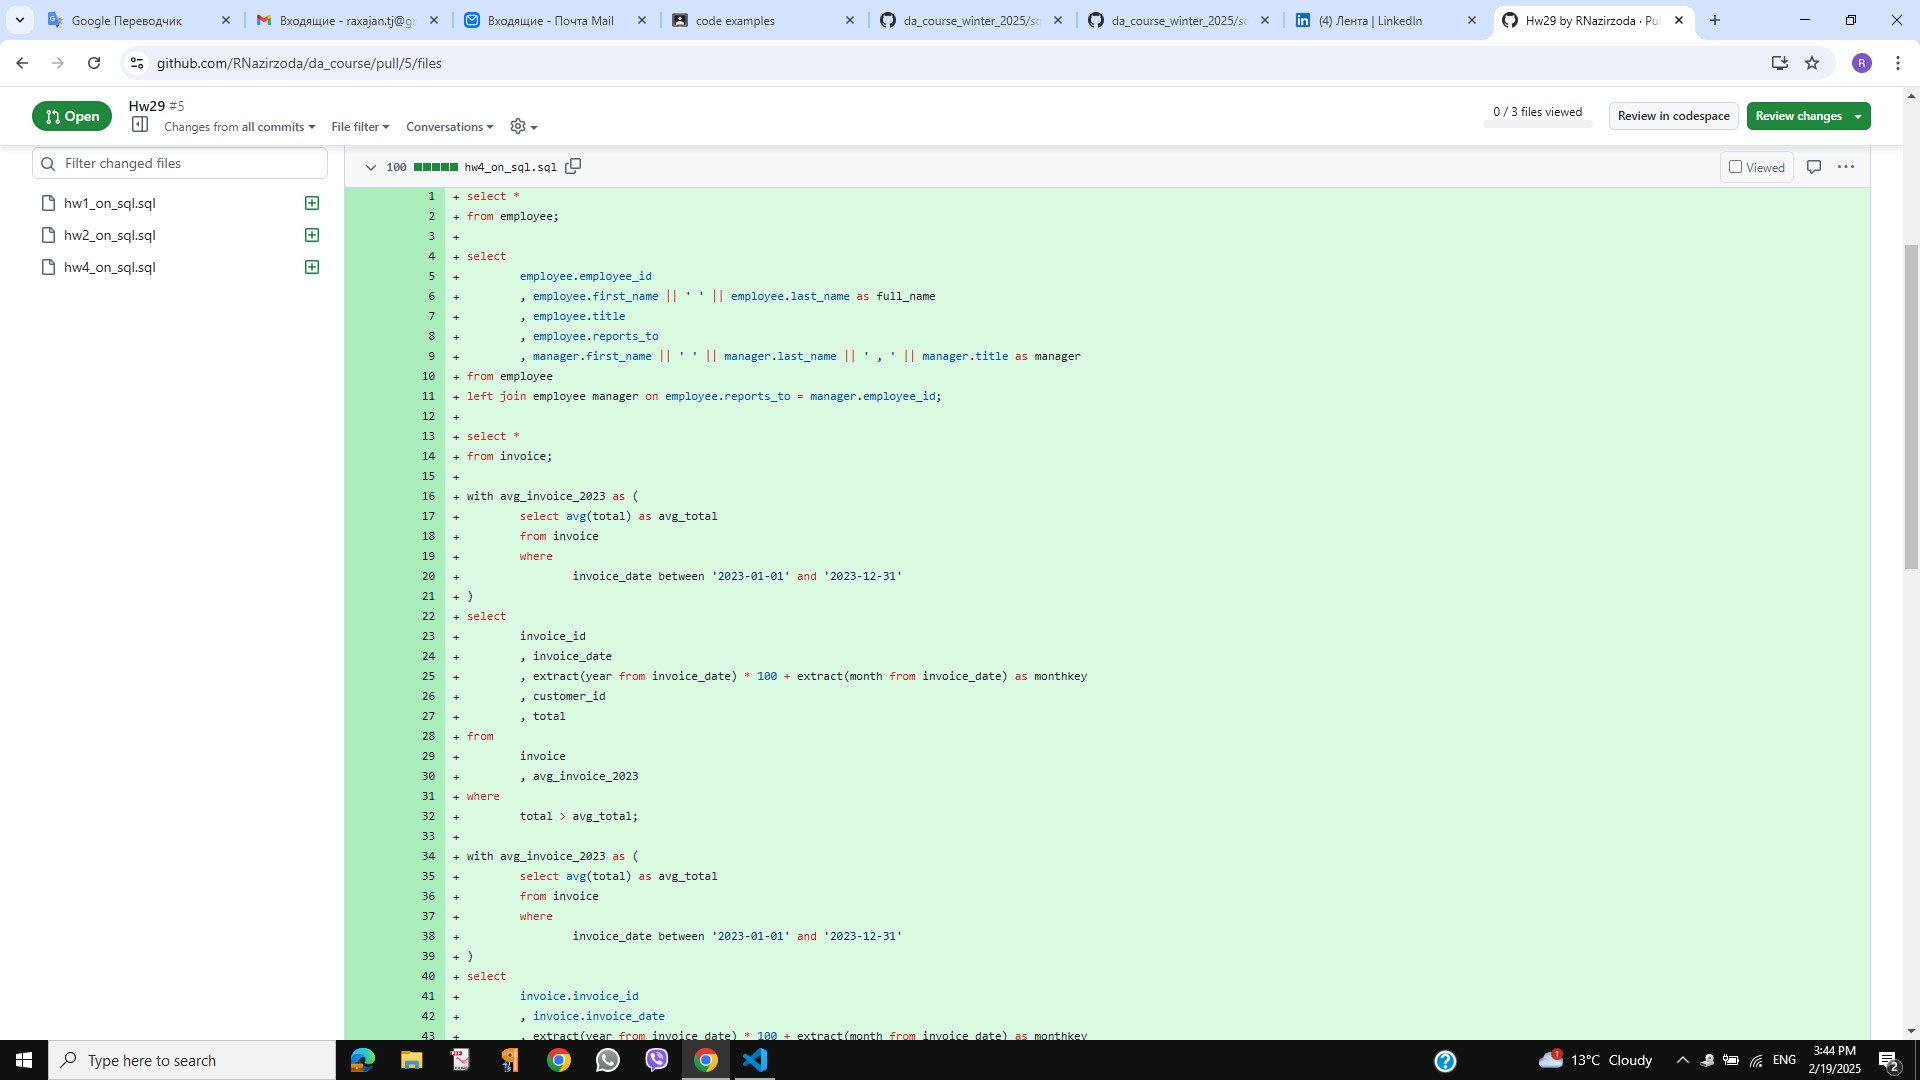 Google Переводчик
Входящие - raxajan.tj@gr
Входящие - Почта Mail
code examples
da_course_winter_2025/sc
da_course_winter_2025/sc
(4) Лента | LinkedIn
Hw29 by RNazirzoda · Pul
github.com/RNazirzoda/da_course/pull/5/files
R
Open
Hw29 #5
Changes from all commits
File filter
Conversations
0 / 3 files viewed
Review in codespace
Review changes
Filter changed files
hw1_on_sql.sql
hw2_on_sql.sql
hw4_on_sql.sql
100 hw4_on_sql.sql
Viewed
1 + select *
2 + from employee;
3 +
4 + select
5 + employee.employee_id
6 + , employee.first_name || ' ' || employee.last_name as full_name
7 + , employee.title
8 + , employee.reports_to
9 + , manager.first_name || ' ' || manager.last_name || ' , ' || manager.title as manager
10 + from employee
11 + left join employee manager on employee.reports_to = manager.employee_id;
12 +
13 + select *
14 + from invoice;
15 +
16 + with avg_invoice_2023 as (
17 + select avg(total) as avg_total
18 + from invoice
19 + where
20 + invoice_date between '2023-01-01' and '2023-12-31'
21 + )
22 + select
23 + invoice_id
24 + , invoice_date
25 + , extract(year from invoice_date) * 100 + extract(month from invoice_date) as monthkey
26 + , customer_id
27 + , total
28 + from
29 + invoice
30 + , avg_invoice_2023
31 + where
32 + total > avg_total;
33 +
34 + with avg_invoice_2023 as (
35 + select avg(total) as avg_total
36 + from invoice
37 + where
38 + invoice_date between '2023-01-01' and '2023-12-31'
39 + )
40 + select
41 + invoice.invoice_id
42 + , invoice.invoice_date
43 + , extract(year from invoice_date) * 100 + extract(month from invoice_date) as monthkey
Type here to search
1
13°C Cloudy
ENG
3:44 PM
2/19/2025
2